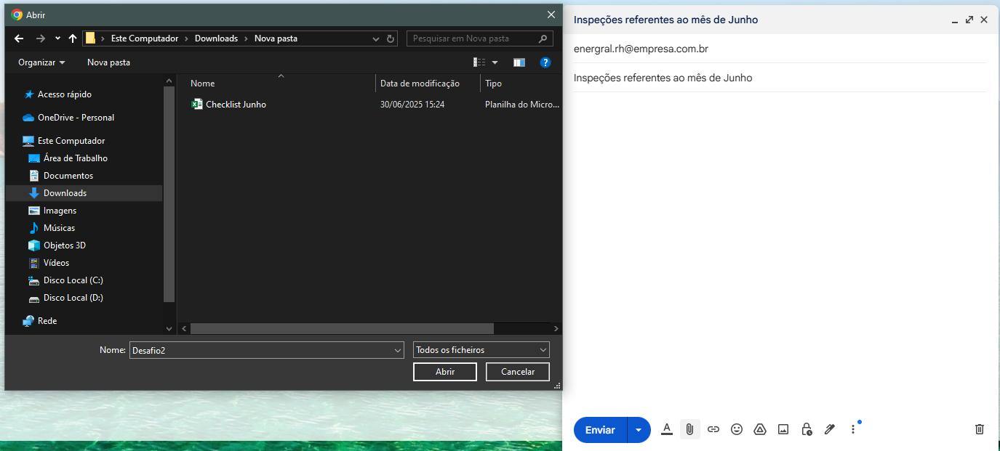 Abrir
Este Computador Downloads Nova pasta
Pesquisar em Nova pasta
Organizar Nova pasta
Acesso rápido
OneDrive - Personal
Este Computador
Área de Trabalho
Documentos
Downloads
Imagens
Músicas
Objetos 3D
Vídeos
Disco Local (C:)
Disco Local (D:)
Rede
Nome Data de modificação Tipo
Checklist Junho 30/06/2025 15:24 Planilha do Micro...
Nome: Desafio2 Todos os ficheiros
Abrir Cancelar
Inspeções referentes ao mês de Junho
energral.rh@empresa.com.br
Inspeções referentes ao mês de Junho
Enviar